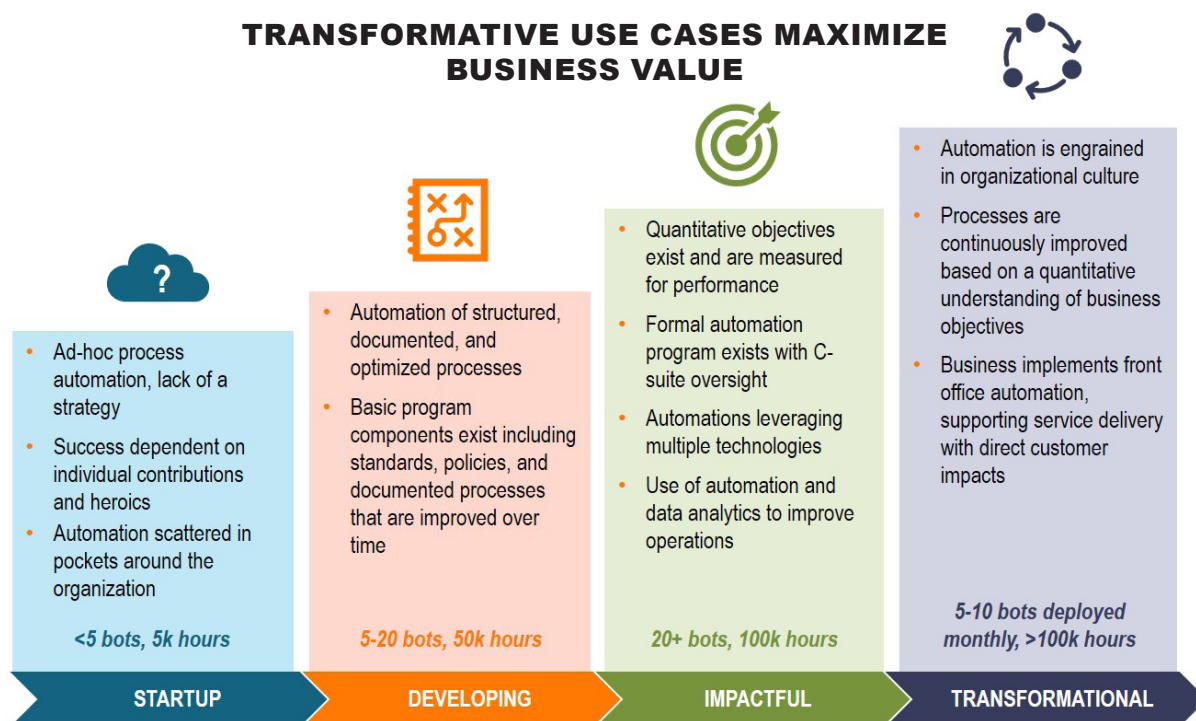 TRANSFORMATIVE USE CASES MAXIMIZE
BUSINESS VALUE
?
• Ad-hoc process
automation, lack of a
strategy
• Success dependent on
individual contributions
and heroics
• Automation scattered in
pockets around the
organization
<5 bots, 5k hours
STARTUP
• Automation of structured,
documented, and
optimized processes
• Basic program
components exist including
standards, policies, and
documented processes
that are improved over
time
5-20 bots, 50k hours
DEVELOPING
• Quantitative objectives
exist and are measured
for performance
• Formal automation
program exists with C-
suite oversight
• Automations leveraging
multiple technologies
• Use of automation and
data analytics to improve
operations
20+ bots, 100k hours
IMPACTFUL
• Automation is engrained
in organizational culture
• Processes are
continuously improved
based on a quantitative
understanding of business
objectives
• Business implements front
office automation,
supporting service delivery
with direct customer
impacts
5-10 bots deployed
monthly, >100k hours
TRANSFORMATIONAL